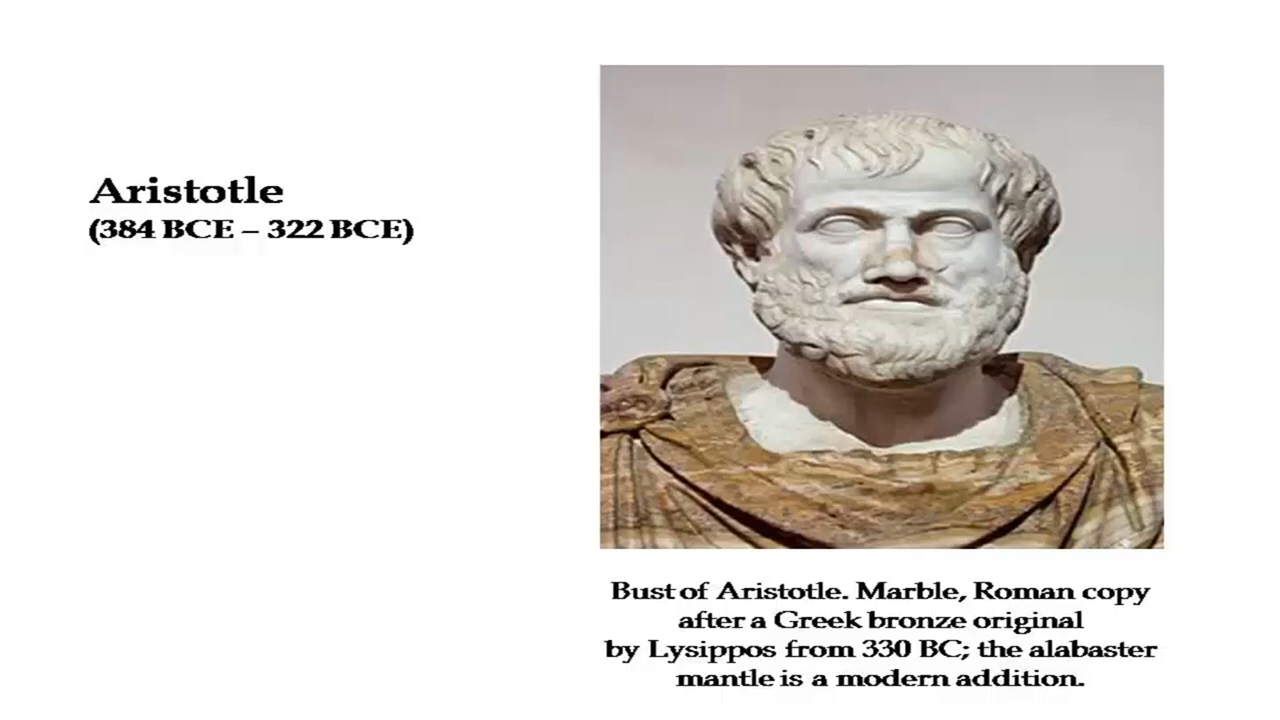 Aristotle
(384 BCE – 322 BCE)
Bust of Aristotle. Marble, Roman copy
after a Greek bronze original
by Lysippos from 330 BC; the alabaster
mantle is a modern addition.